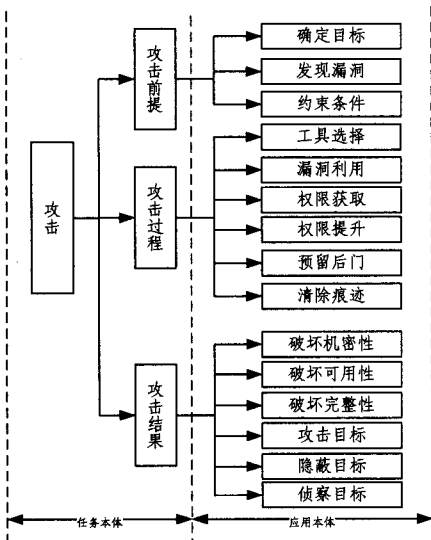 攻击
攻击前提
确定目标
发现漏洞
约束条件
攻击过程
工具选择
漏洞利用
权限获取
权限提升
预留后门
清除痕迹
攻击结果
破坏机密性
破坏可用性
破坏完整性
攻击目标
隐蔽目标
侦察目标
任务本体
应用本体